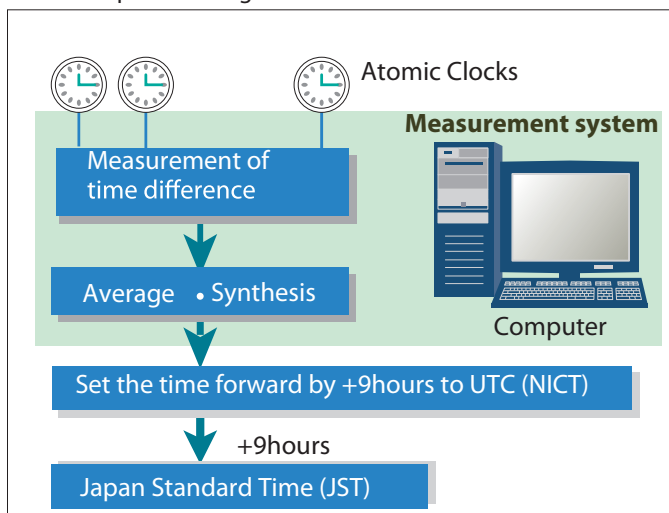 Atomic Clocks
Measurement system
Measurement of
time difference
Average • Synthesis
Computer
Set the time forward by +9hours to UTC (NICT)
+9hours
Japan Standard Time (JST)